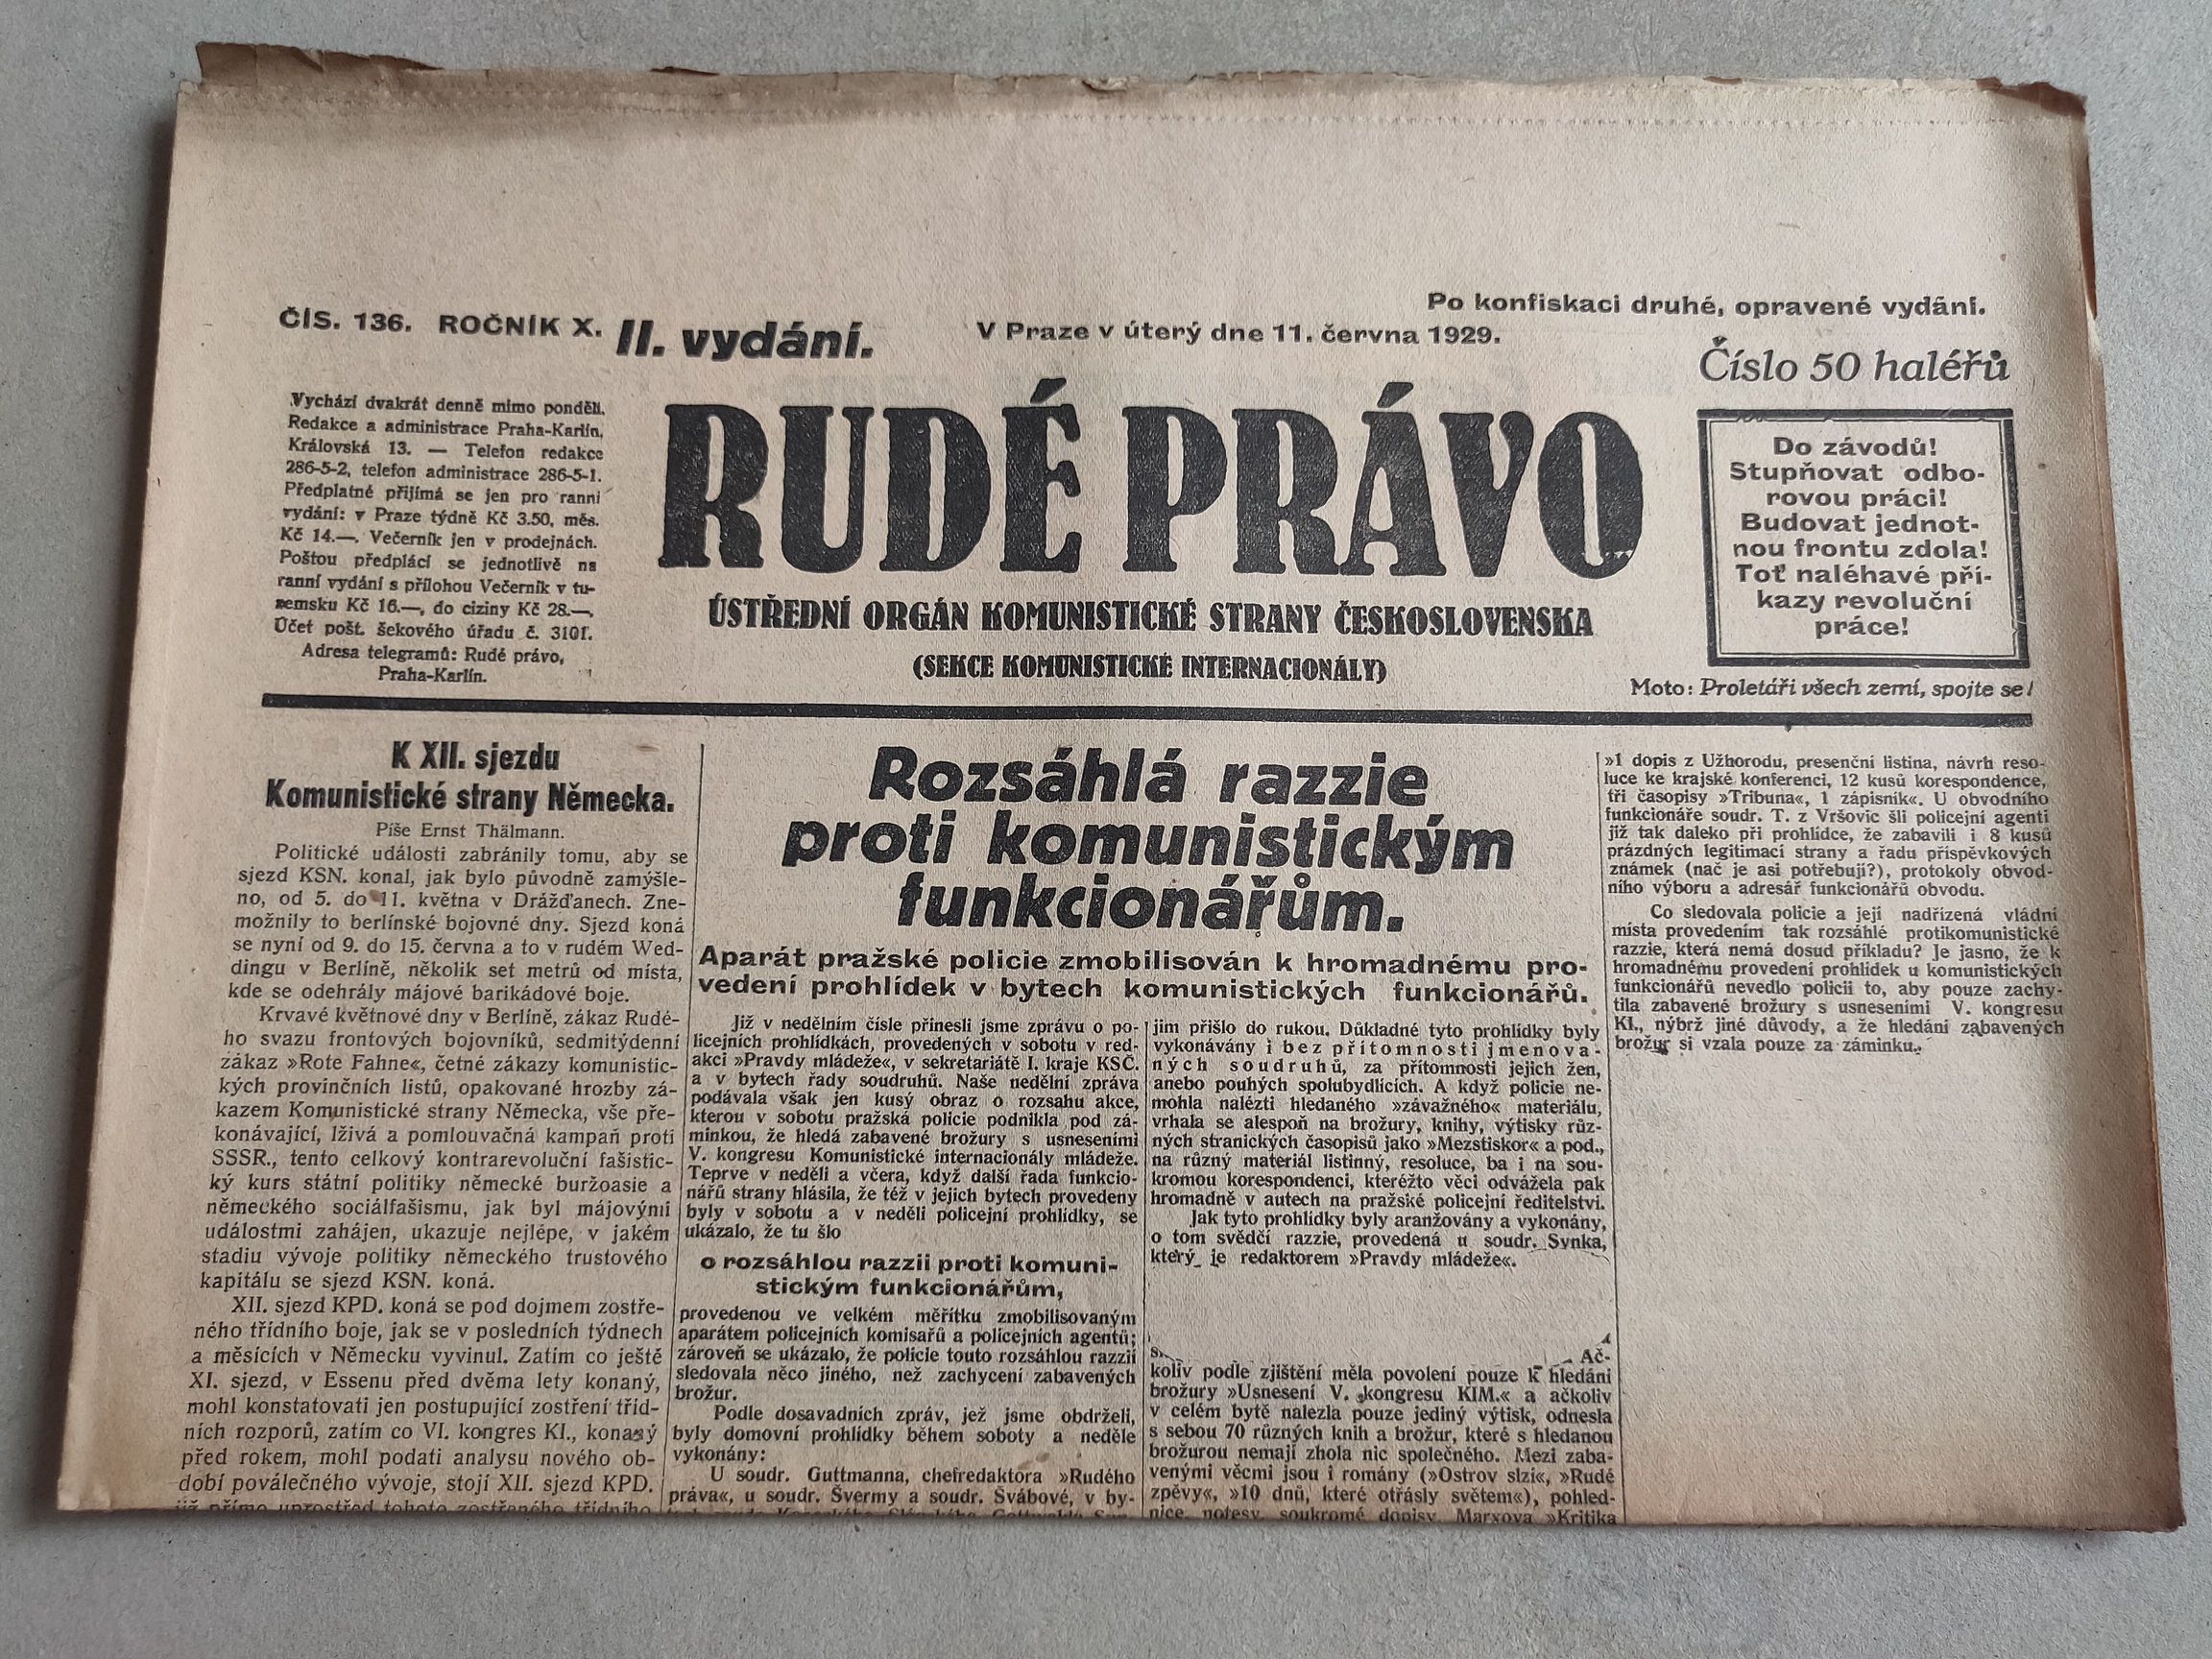 Po konfiskaci druhé, opravené vydání.
ČÍS. 136. ROČNÍK X. II. vydání. V Praze v úterý dne 11. června 1929.
Číslo 50 haléřů
Vychází dvakrát denně mimo pondělí.
Redakce a administrace Praha-Karlín,
Královská 13. — Telefon redakce
286-5-2, telefon administrace 286-5-1.
Předplatné přijímá se jen pro ranní
vydání: v Praze týdně Kč 3.50, měs.
Kč 14.—. Večerník jen v prodejnách.
Poštou předplácí se jednotlivě na
ranní vydání s přílohou Večerník v tu-
zemsku Kč 16.—, do ciziny Kč 28.—,
Účet pošt. šekového úřadu č. 3101.
Adresa telegramů: Rudé právo,
Praha-Karlín.
RUDÉ PRÁVO
ÚSTŘEDNÍ ORGÁN KOMUNISTICKÉ STRANY ČESKOSLOVENSKA
(SEKCE KOMUNISTICKÉ INTERNACIONÁLY)
Do závodů!
Stupňovat odbo-
rovou práci!
Budovat jednot-
nou frontu zdola!
Toť naléhavé pří-
kazy revoluční
práce!
Moto: Proletáři všech zemí, spojte se!
K XII. sjezdu
Komunistické strany Německa.
Píše Ernst Thälmann.
Politické události zabránily tomu, aby se
sjezd KSN. konal, jak bylo původně zamýšle-
no, od 5. do 11. května v Drážďanech. Zne-
možnily to berlínské bojovné dny. Sjezd koná
se nyní od 9. do 15. června a to v rudém Wed-
dingu v Berlíně, několik set metrů od místa,
kde se odehrály májové barikádové boje.
Krvavé květnové dny v Berlíně, zákaz Rudé-
ho svazu frontových bojovníků, sedmitýdenní
zákaz »Rote Fahne«, četné zákazy komunistic-
kých provinčních listů, opakované hrozby zá-
kazem Komunistické strany Německa, vše pře-
konávající, lživá a pomlouvačná kampaň proti
SSSR., tento celkový kontrarevoluční fašistic-
ký kurs státní politiky německé buržoasie a
německého sociálfašismu, jak byl májovými
událostmi zahájen, ukazuje nejlépe, v jakém
stadiu vývoje politiky německého trustového
kapitálu se sjezd KSN. koná.
XII. sjezd KPD. koná se pod dojmem zostře-
ného třídního boje, jak se v posledních týdnech
a měsících v Německu vyvinul. Zatím co ještě
XI. sjezd, v Essenu před dvěma lety konaný,
mohl konstatovati jen postupující zostření tříd-
ních rozporů, zatím co VI. kongres KI., konaný
před rokem, mohl podati analysu nového ob-
dobí poválečného vývoje, stojí XII. sjezd KPD.
již přímo uprostřed tohoto zostřeného třídního
Rozsáhlá razzie
proti komunistickým
funkcionářům.
Aparát pražské policie zmobilisován k hromadnému pro-
vedení prohlídek v bytech komunistických funkcionářů.
Již v nedělním čísle přinesli jsme zprávu o po-
licejních prohlídkách, provedených v sobotu v red-
akci »Pravdy mládeže«, v sekretariátě I. kraje KSČ.
a v bytech řady soudruhů. Naše nedělní zpráva
podávala však jen kusý obraz o rozsahu akce,
kterou v sobotu pražská policie podnikla pod zá-
minkou, že hledá zabavené brožury s usneseními
V. kongresu Komunistické internacionály mládeže.
Teprve v neděli a včera, když další řada funkcio-
nářů strany hlásila, že též v jejich bytech provedeny
byly v sobotu a v neděli policejní prohlídky, se
ukázalo, že tu šlo
o rozsáhlou razzii proti komuni-
stickým funkcionářům,
provedenou ve velkém měřítku zmobilisovaným
aparátem policejních komisařů a policejních agentů;
zároveň se ukázalo, že policie touto rozsáhlou razzií
sledovala něco jiného, než zachycení zabavených
brožur.
Podle dosavadních zpráv, jež jsme obdrželi,
byly domovní prohlídky během soboty a neděle
vykonány:
U soudr. Guttmanna, chefredaktora »Rudého
práva«, u soudr. Švermy a soudr. Švábové, v by-
jim přišlo do rukou. Důkladné tyto prohlídky byly
vykonávány i bez přítomnosti jmenova-
ných soudruhů, za přítomnosti jejich žen,
anebo pouhých spolubydlících. A když policie ne-
mohla nalézti hledaného »závažného« materiálu,
vrhala se alespoň na brožury, knihy, výtisky růz-
ných stranických časopisů jako »Mezstiskor« a pod.,
na různý materiál listinný, resoluce, ba i na sou-
kromou korespondenci, kteréžto věci odvážela pak
hromadně v autech na pražské policejní ředitelství.
Jak tyto prohlídky byly aranžovány a vykonány,
o tom svědčí razzie, provedená u soudr. Synka,
který je redaktorem »Pravdy mládeže«.
Ač-
koliv podle zjištění měla povolení pouze k hledání
brožury »Usnesení V. kongresu KIM.« a ačkoliv
v celém bytě nalezla pouze jediný výtisk, odnesla
s sebou 70 různých knih a brožur, které s hledanou
brožurou nemají zhola nic společného. Mezi zaba-
venými věcmi jsou i romány (»Ostrov slzí«, »Rudé
zpěvy«, »10 dnů, které otřásly světem«), pohled-
nice, notesy, soukromé dopisy, Marxova »Kritika
»1 dopis z Užhorodu, presenční listina, návrh reso-
luce ke krajské konferenci, 12 kusů korespondence,
tři časopisy »Tribuna«, 1 zápisník«. U obvodního
funkcionáře soudr. T. z Vršovic šli policejní agenti
již tak daleko při prohlídce, že zabavili i 8 kusů
prázdných legitimací strany a řadu příspěvkových
známek (nač je asi potřebují?), protokoly obvod-
ního výboru a adresář funkcionářů obvodu.
Co sledovala policie a její nadřízená vládní
místa provedením tak rozsáhlé protikomunistické
razzie, která nemá dosud příkladu? Je jasno, že k
hromadnému provedení prohlídek u komunistických
funkcionářů nevedlo policii to, aby pouze zachy-
tila zabavené brožury s usneseními V. kongresu
KI., nýbrž jiné důvody, a že hledání zabavených
brožur si vzala pouze za záminku.